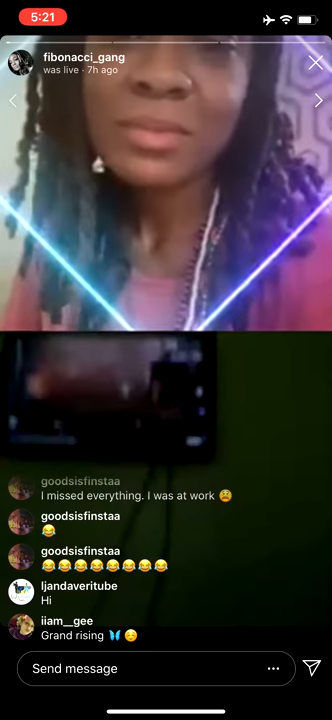 5:21
fibonacci_gang
was live · 7h ago
goodsisfinstaa
I missed everything. I was at work 😫
goodsisfinstaa
😂
goodsisfinstaa
😂😂😂😂😂😂😂😂
ljandaveritube
Hi
iiam__gee
Grand rising 🦋 ☺️
Send message